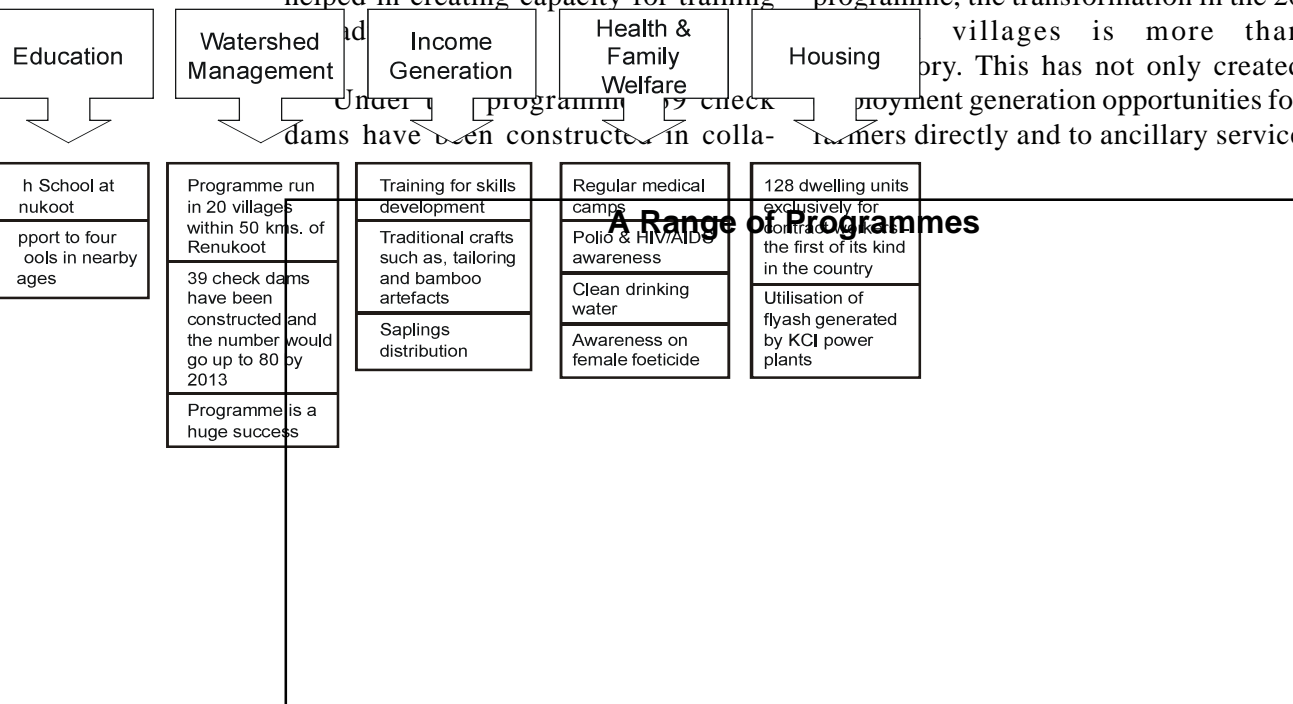 helped in creating capacity for training
programme, the transformation in the
villages is more than
This has not only created
Under programme 39 check
generation opportunities
dams have been constructed in colla-
farmers directly and to ancillary service
Education
Watershed
Management
Income
Generation
Health &
Family
Welfare
Housing
A Range of Programmes
h School at
nukoot
pport to four
ools in nearby
ages
Programme run
in 20 villages
within 50 kms. of
Renukoot
39 check dams
have been
constructed and
the number would
go up to 80 by
2013
Programme is a
huge success
Training for skills
development
Traditional crafts
such as, tailoring
and bamboo
artefacts
Saplings
distribution
Regular medical
camps
Polio & HIV/AIDS
awareness
Clean drinking
water
Awareness on
female foeticide
128 dwelling units
exclusively for
contract workers -
the first of its kind
in the country
Utilisation of
flyash generated
by KCI power
plants